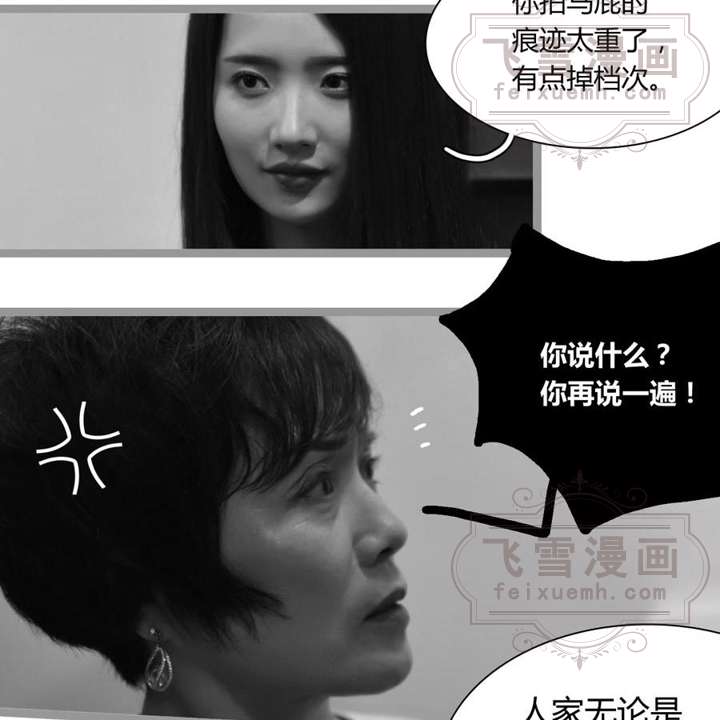 你拍马屁的
痕迹太重了，
有点掉档次。
飞雪漫画
feixuemh.com
你说什么？
你再说一遍！
飞雪漫画
feixuemh.com
人家无论是